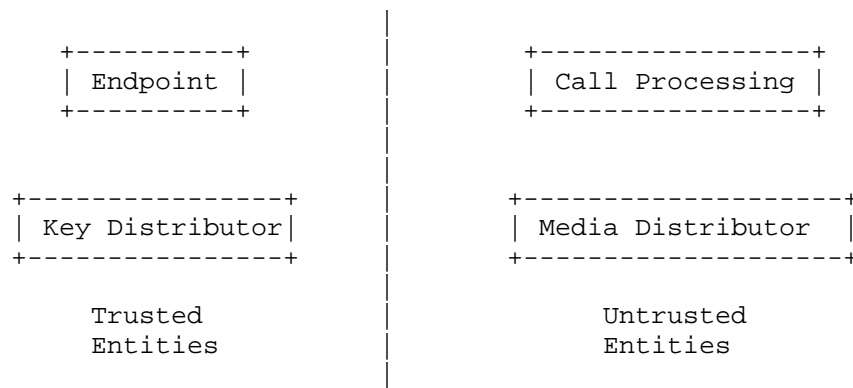 Endpoint
Call Processing
Key Distributor
Media Distributor
Trusted
Untrusted
Entities
Entities